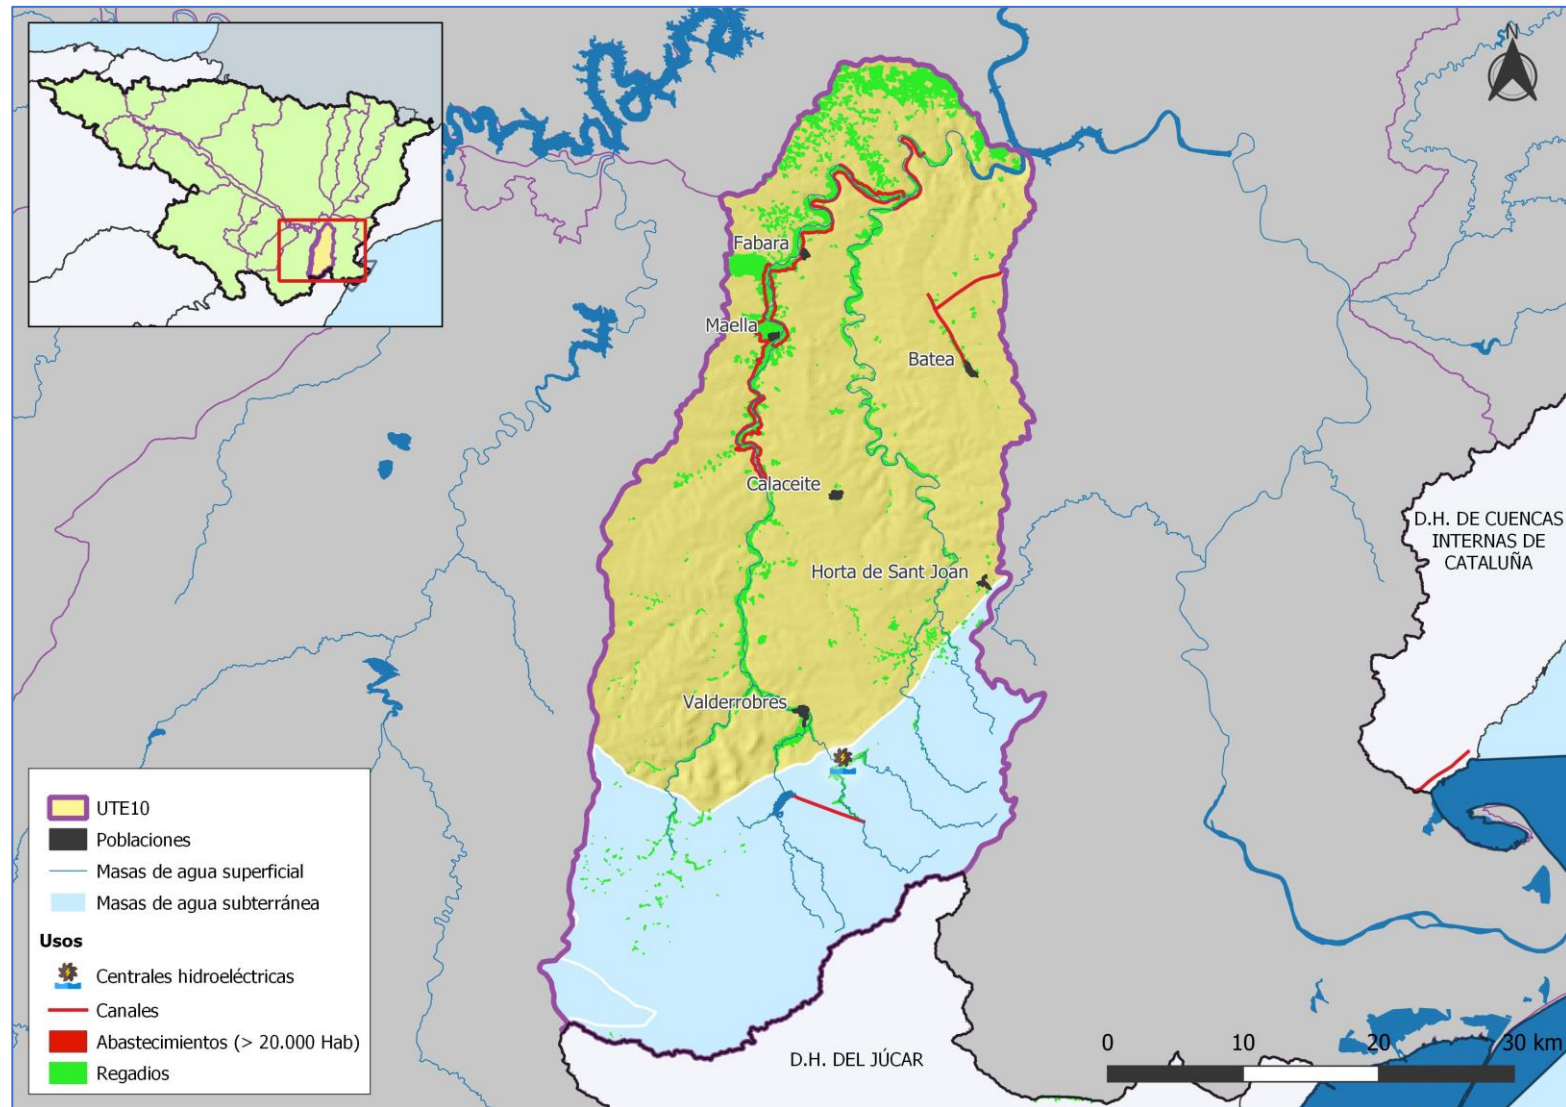 N
Fabara
Maella
Batea
Calaceite
Horta de Sant Joan
Valderrobres
D.H. DE CUENCAS
INTERNAS DE
CATALUÑA
D.H. DEL JÚCAR
UTE10
Poblaciones
Masas de agua superficial
Masas de agua subterránea
Usos
Centrales hidroeléctricas
Canales
Abastecimientos (> 20.000 Hab)
Regadios
0 10 20 30 km